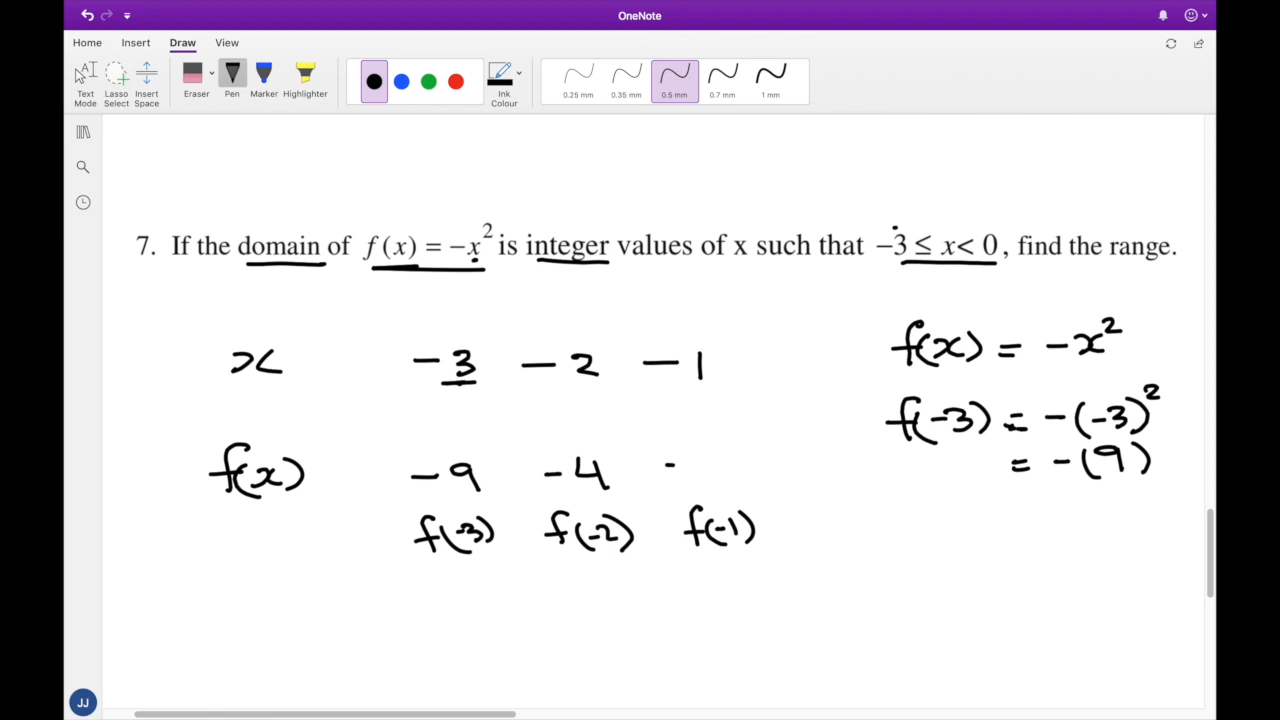 OneNote
Home Insert Draw View
Text Mode
Lasso Select
Insert Space
Eraser
Pen
Marker
Highlighter
Ink Colour
0.25 mm
0.35 mm
0.5 mm
0.7 mm
1 mm
7. If the domain of f(x) = −x² is integer values of x such that −3 ≤ x < 0, find the range.
x −3 −2 −1
f(x) −9 −4 −
f(−3) f(−2) f(−1)
f(x) = −x²
f(−3) = −(−3)²
= −(9)
JJ